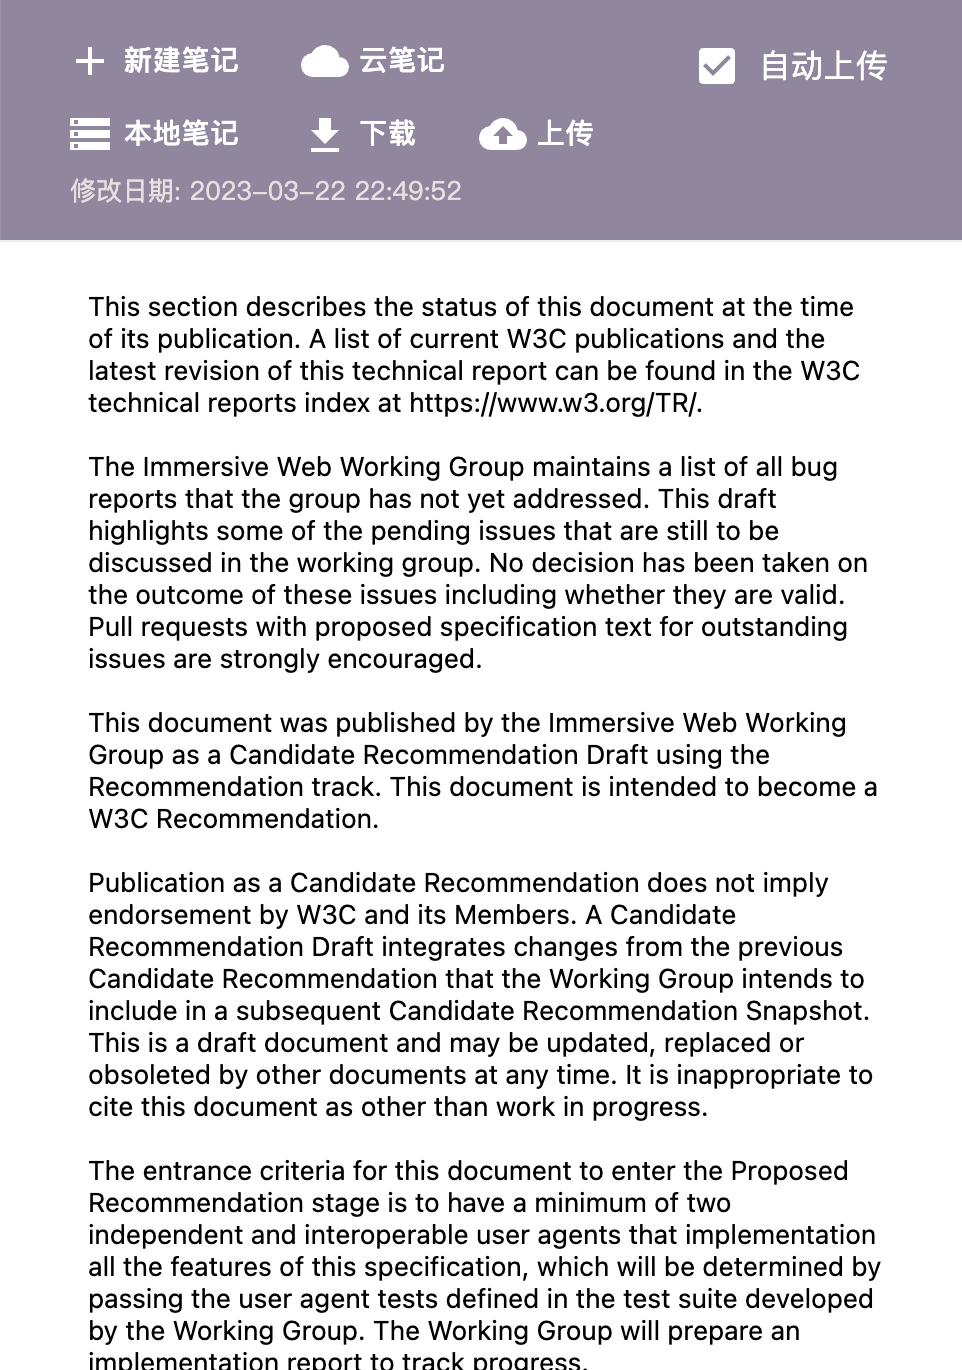 新建笔记 云笔记 自动上传
本地笔记 下载 上传
修改日期: 2023-03-22 22:49:52
This section describes the status of this document at the time
of its publication. A list of current W3C publications and the
latest revision of this technical report can be found in the W3C
technical reports index at https://www.w3.org/TR/.
The Immersive Web Working Group maintains a list of all bug
reports that the group has not yet addressed. This draft
highlights some of the pending issues that are still to be
discussed in the working group. No decision has been taken on
the outcome of these issues including whether they are valid.
Pull requests with proposed specification text for outstanding
issues are strongly encouraged.
This document was published by the Immersive Web Working
Group as a Candidate Recommendation Draft using the
Recommendation track. This document is intended to become a
W3C Recommendation.
Publication as a Candidate Recommendation does not imply
endorsement by W3C and its Members. A Candidate
Recommendation Draft integrates changes from the previous
Candidate Recommendation that the Working Group intends to
include in a subsequent Candidate Recommendation Snapshot.
This is a draft document and may be updated, replaced or
obsoleted by other documents at any time. It is inappropriate to
cite this document as other than work in progress.
The entrance criteria for this document to enter the Proposed
Recommendation stage is to have a minimum of two
independent and interoperable user agents that implementation
all the features of this specification, which will be determined by
passing the user agent tests defined in the test suite developed
by the Working Group. The Working Group will prepare an
implementation report to track progress.